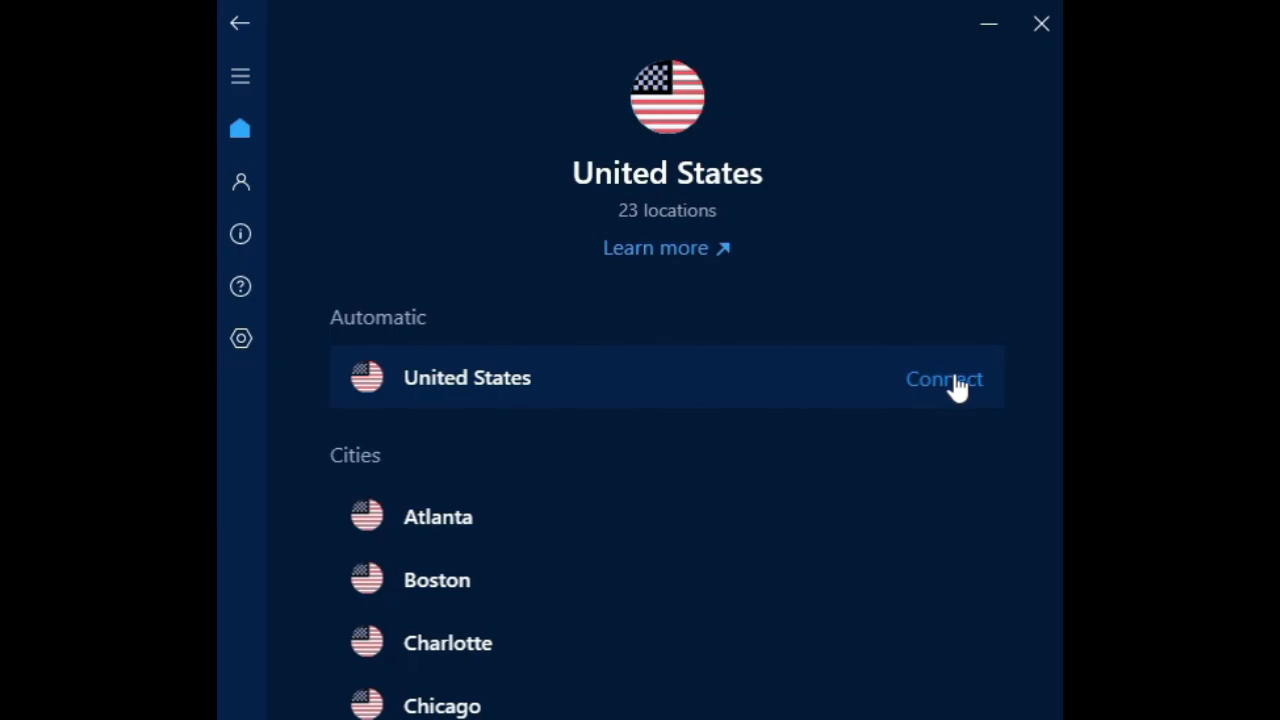 United States
23 locations
Learn more ↗
Automatic
United States Connect
Cities
Atlanta
Boston
Charlotte
Chicago